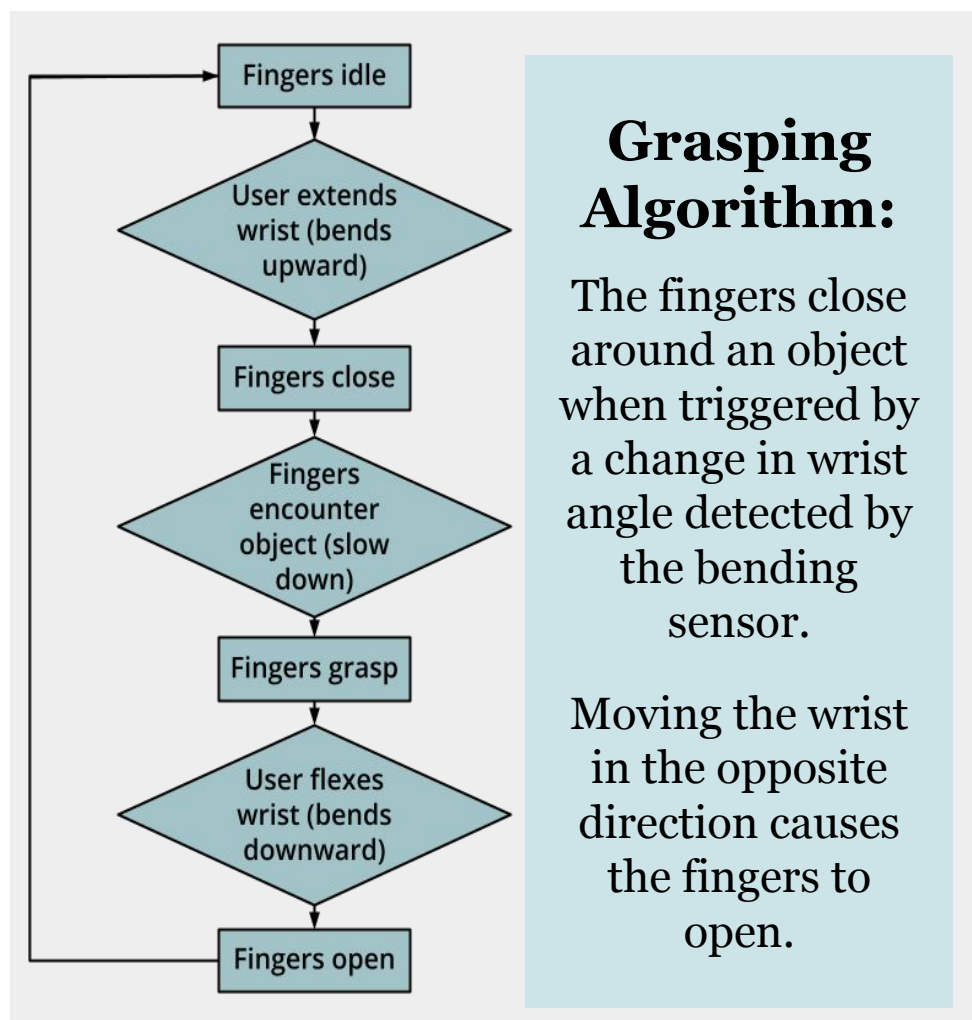 Fingers idle
User extends
wrist (bends
upward)
Fingers close
Fingers
encounter
object (slow
down)
Fingers grasp
User flexes
wrist (bends
downward)
Fingers open
Grasping
Algorithm:
The fingers close
around an object
when triggered by
a change in wrist
angle detected by
the bending
sensor.
Moving the wrist
in the opposite
direction causes
the fingers to
open.